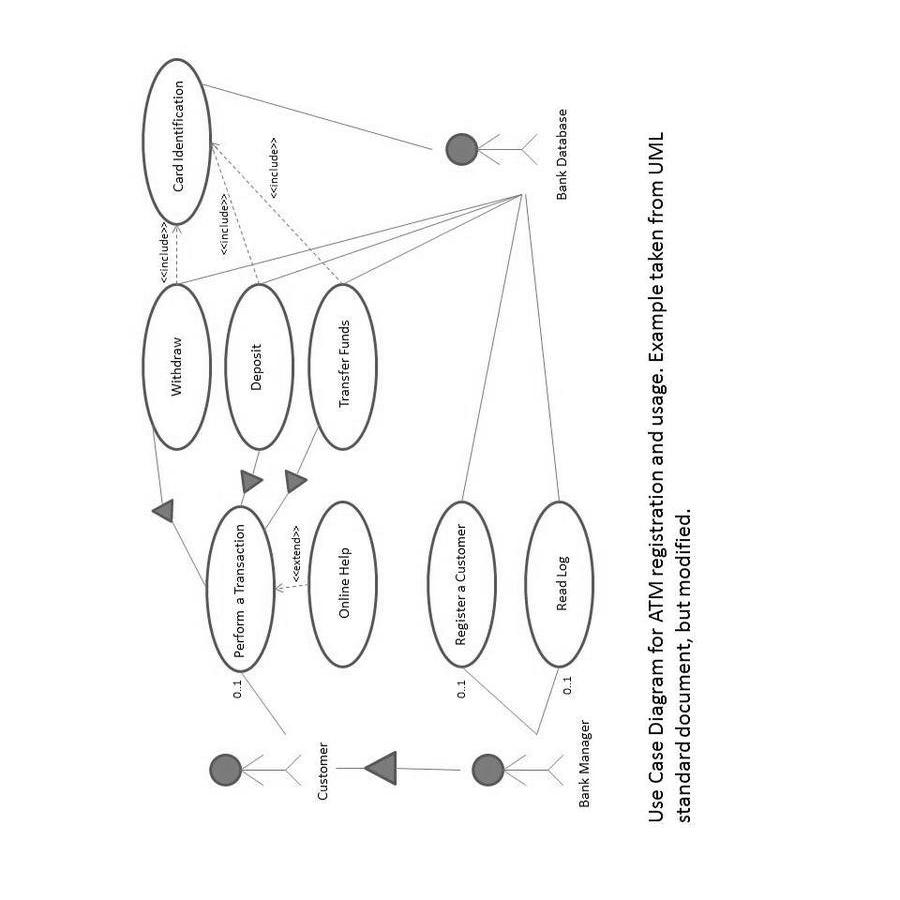 Card Identification
<<include>>
<<include>>
<<include>>
Withdraw
Deposit
Transfer Funds
Bank Database
Perform a Transaction
<<extend>>
Online Help
Register a Customer
Read Log
0..1
0..1
0..1
Customer
Bank Manager
Use Case Diagram for ATM registration and usage. Example taken from UML
standard document, but modified.